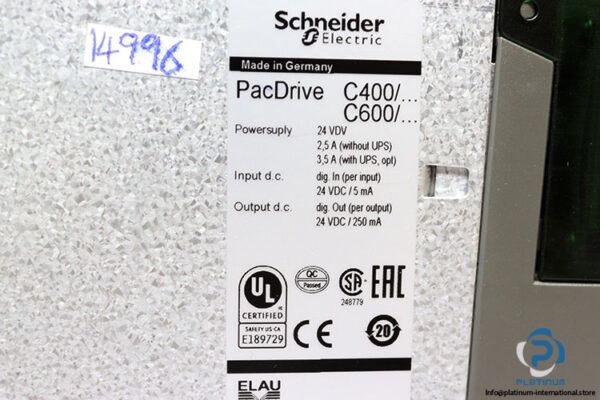 14996
Schneider
Electric
Made in Germany
PacDrive C400/...
C600/...
Powersuply 24 VDV
2,5 A (without UPS)
3,5 A (with UPS, opt)
Input d.c. dig. In (per input)
24 VDC / 5 mA
Output d.c. dig. Out (per output)
24 VDC / 250 mA
UL
CERTIFIED
SAFETY US CA
E189729
QC
Passed
SA
248779
EAC
CE
20
ELAU
PLATINUM
Info@platinum-international.store